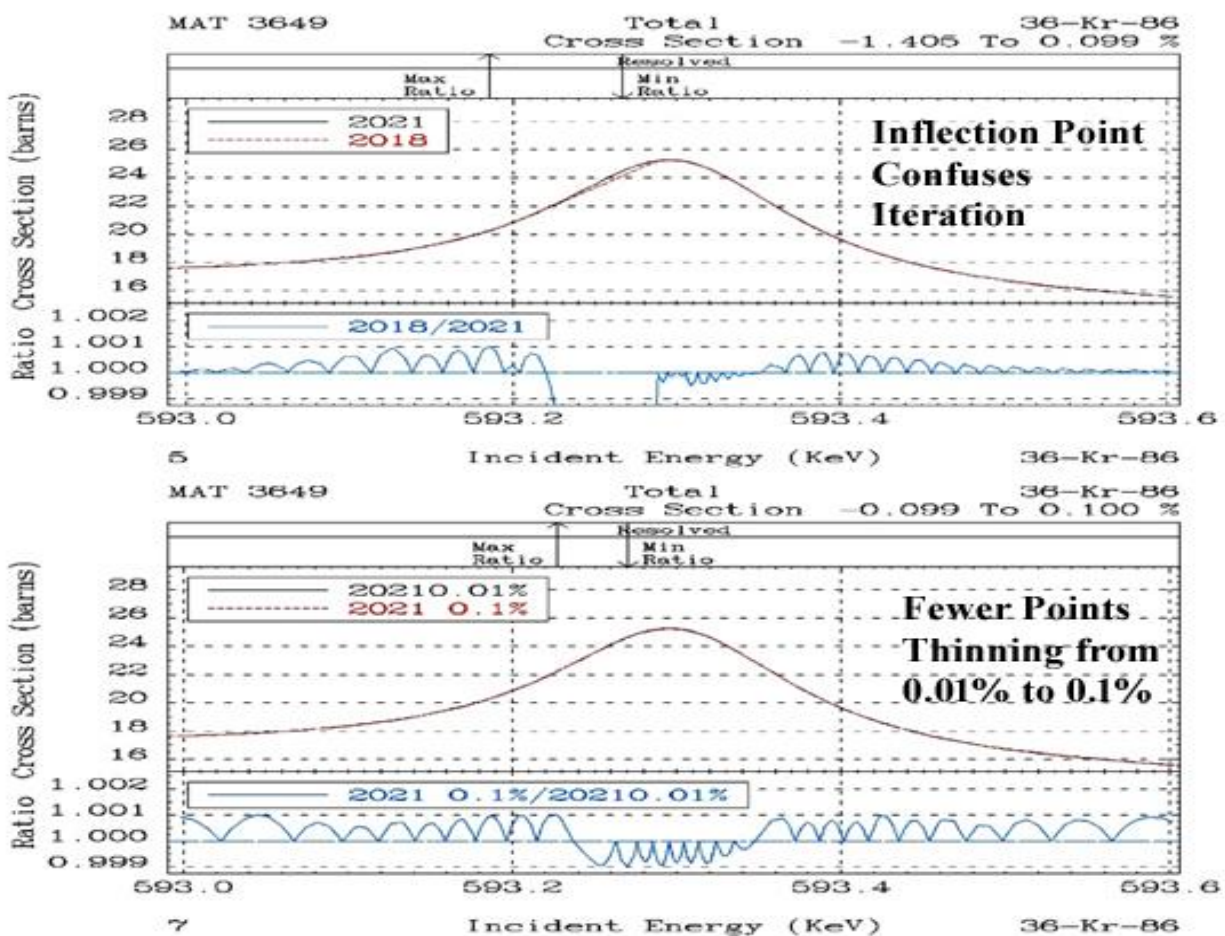 MAT 3649 Total 36-Kr-86
Cross Section -1.405 To 0.099 %
Resolved
Max Min
Ratio Ratio
Cross Section (barns)
28
26
24
22
20
18
16
2021
2018
Inflection Point
Confuses
Iteration
Ratio
1.002
1.001
1.000
0.999
2018/2021
593.0 593.2 593.4 593.6
5 Incident Energy (KeV) 36-Kr-86
MAT 3649 Total 36-Kr-86
Cross Section -0.099 To 0.100 %
Resolved
Max Min
Ratio Ratio
Cross Section (barns)
28
26
24
22
20
18
16
20210.01%
2021 0.1%
Fewer Points
Thinning from
0.01% to 0.1%
Ratio
1.002
1.001
1.000
0.999
2021 0.1%/20210.01%
593.0 593.2 593.4 593.6
7 Incident Energy (KeV) 36-Kr-86